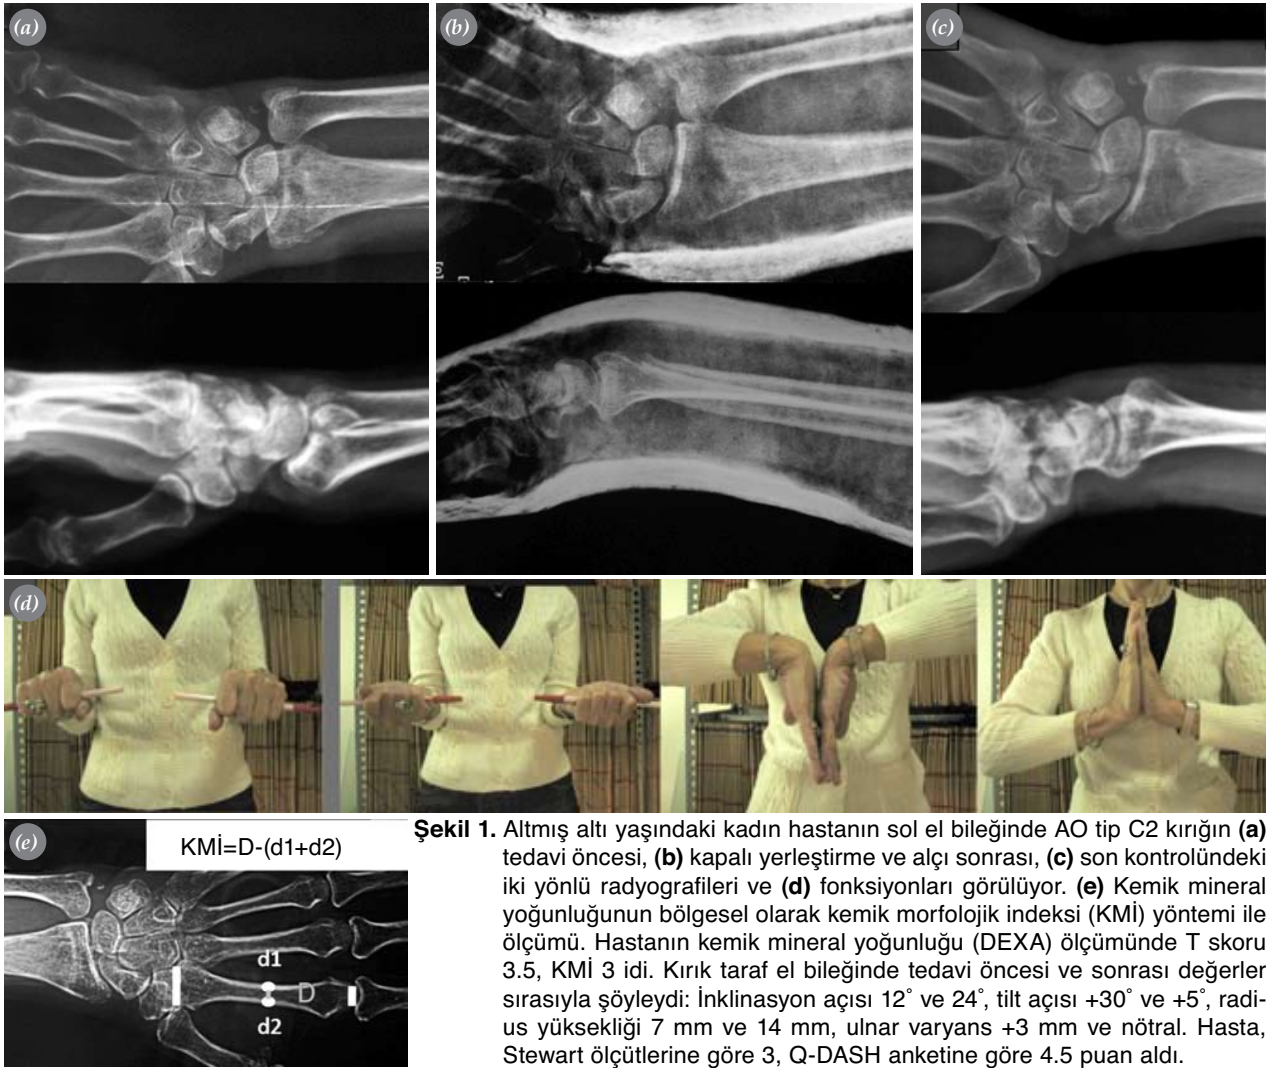 (a)
(b)
(c)
(d)
(e)
KMİ=D-(d1+d2)
d1
D
d2
Şekil 1. Altmış altı yaşındaki kadın hastanın sol el bileğinde AO tip C2 kırığın (a)
tedavi öncesi, (b) kapalı yerleştirme ve alçı sonrası, (c) son kontrolündeki
iki yönlü radyografileri ve (d) fonksiyonları görülüyor. (e) Kemik mineral
yoğunluğunun bölgesel olarak kemik morfolojik indeksi (KMİ) yöntemi ile
ölçümü. Hastanın kemik mineral yoğunluğu (DEXA) ölçümünde T skoru
3.5, KMİ 3 idi. Kırık taraf el bileğinde tedavi öncesi ve sonrası değerler
sırasıyla şöyleydi: İnklinasyon açısı 12˚ ve 24˚, tilt açısı +30˚ ve +5˚, radi-
us yüksekliği 7 mm ve 14 mm, ulnar varyans +3 mm ve nötral. Hasta,
Stewart ölçütlerine göre 3, Q-DASH anketine göre 4.5 puan aldı.